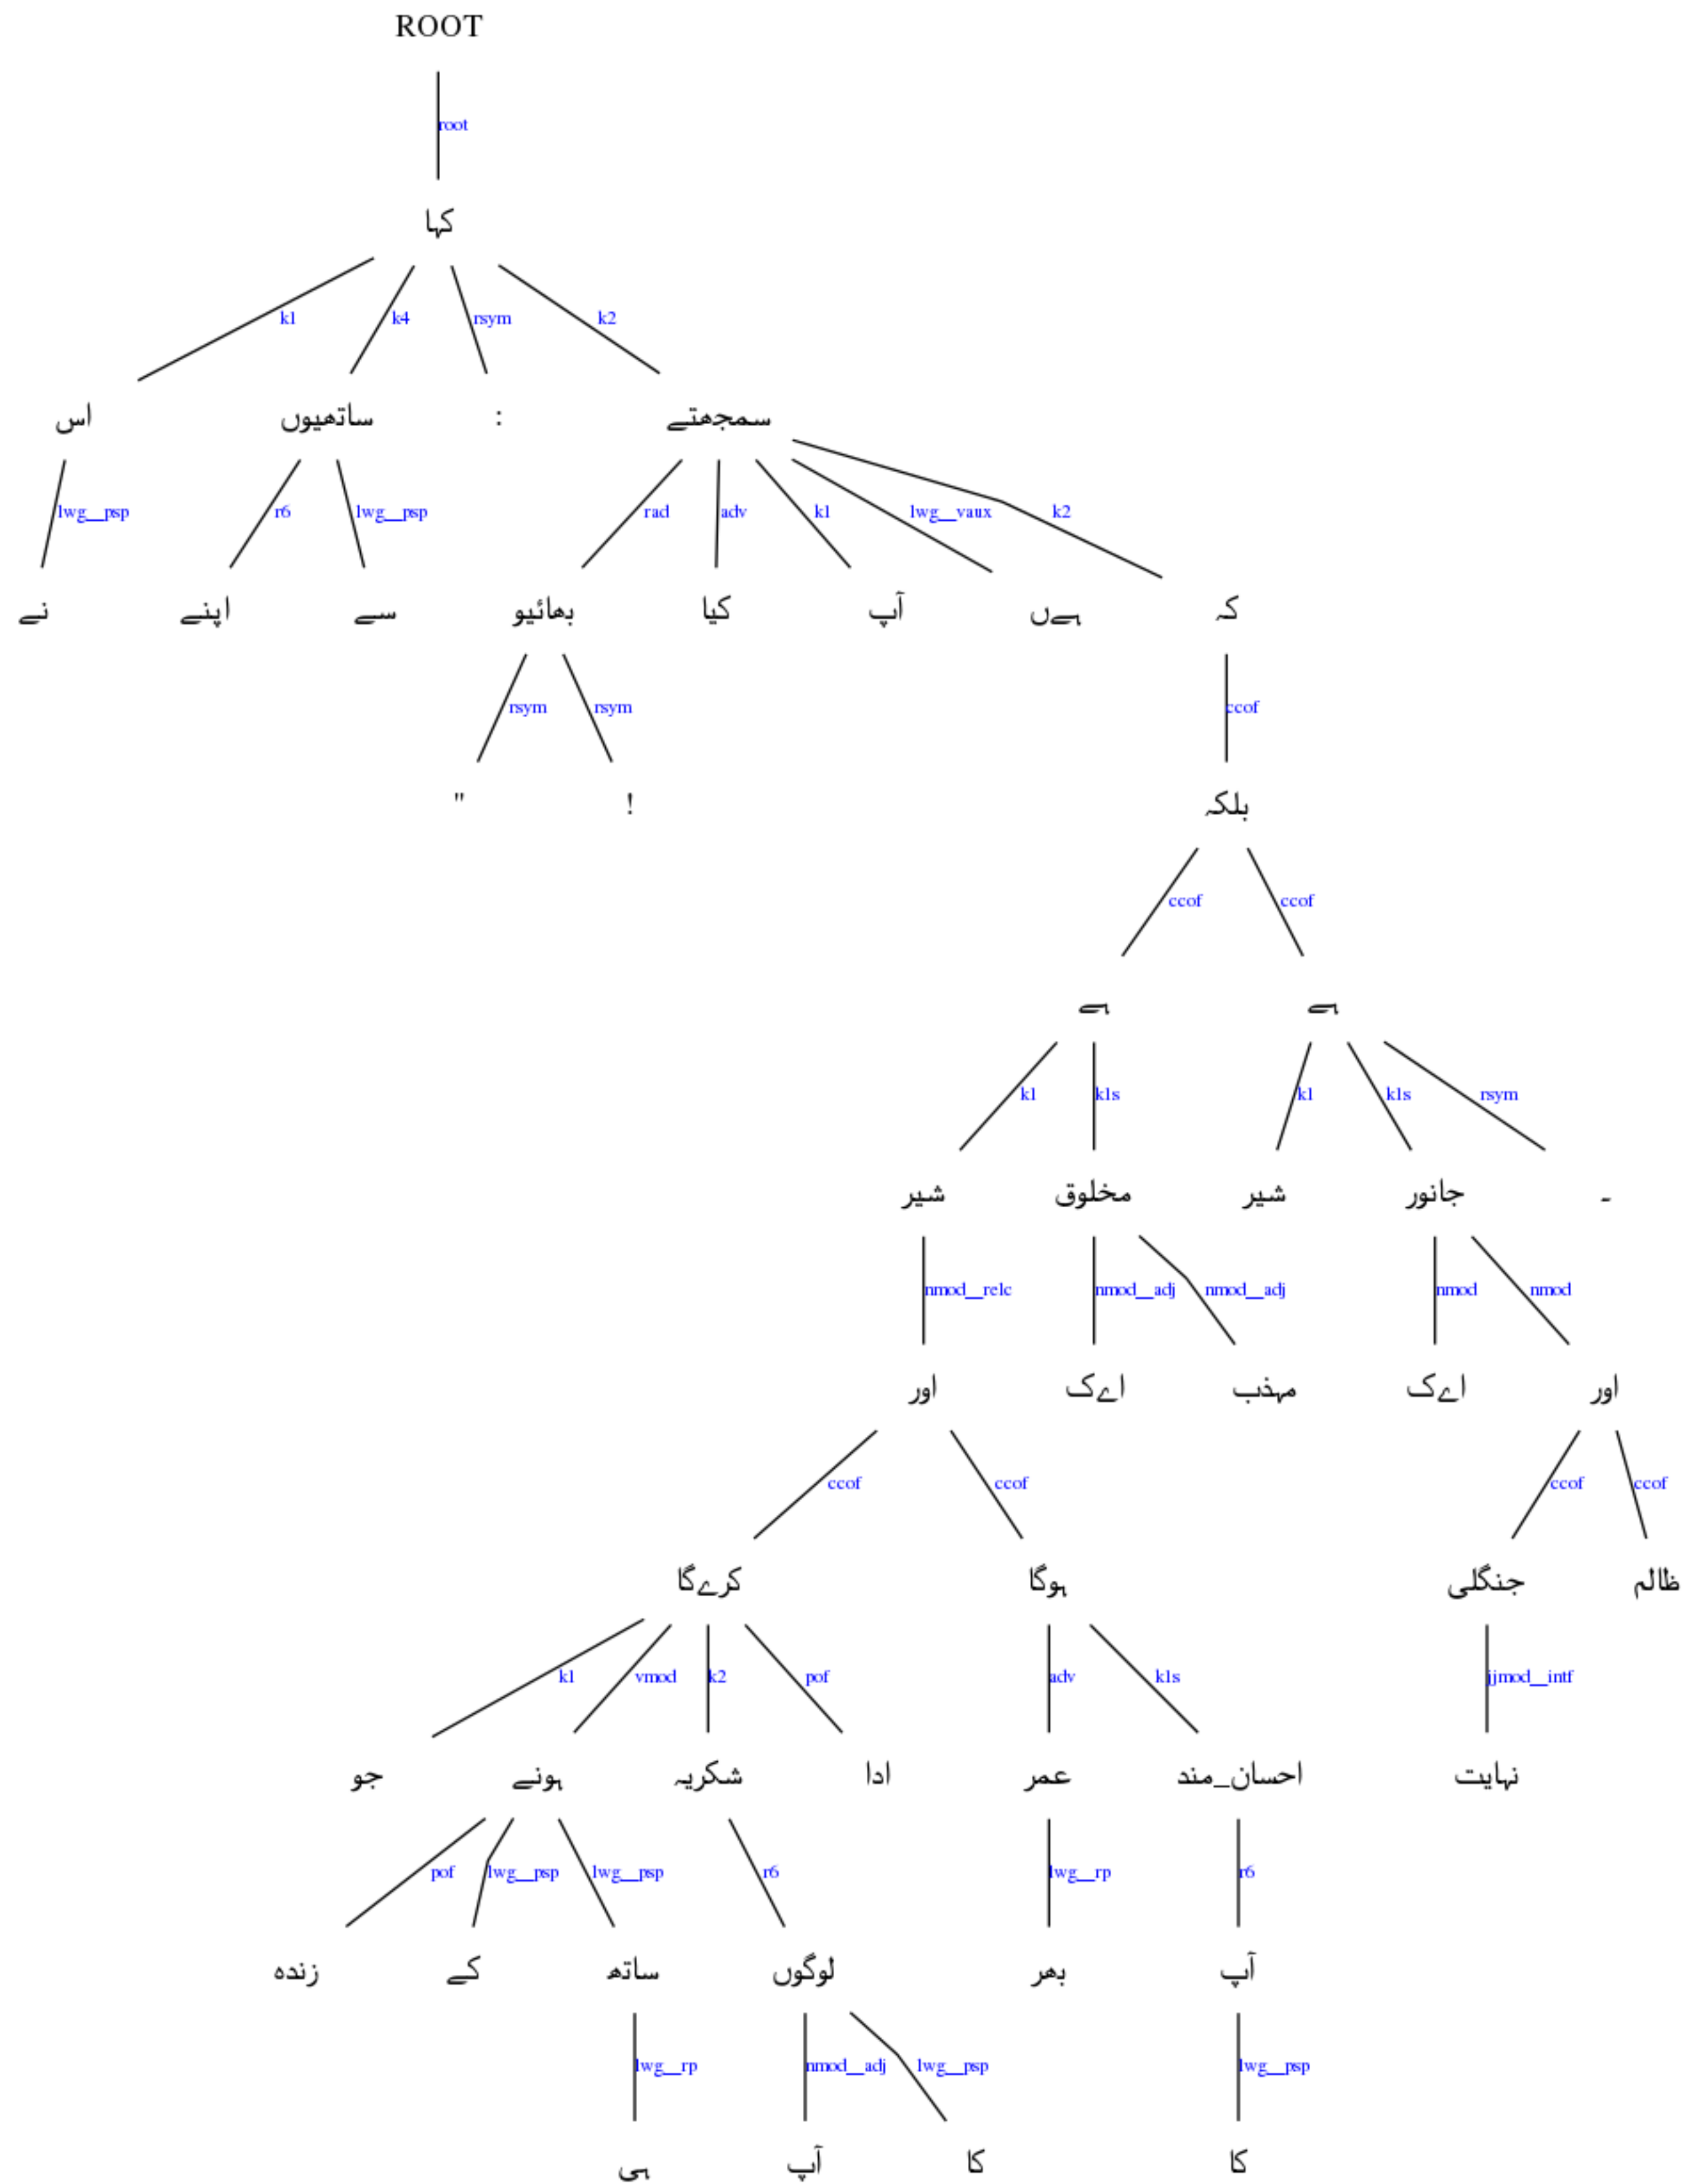 ROOT
root
کہا
k1 k4 rsym k2
اس ساتھیوں : سمجھتے
lwg__psp r6 lwg__psp rad adv k1 lwg__vaux k2
نے اپنے سے بھائیو کیا آپ ہےں کہ
rsym rsym ccof
" ! بلکہ
ccof ccof
ہے ہے
k1 k1s k1 k1s rsym
شیر مخلوق شیر جانور ۔
nmod__relc nmod__adj nmod__adj nmod nmod
اور اےک مہذب اےک اور
ccof ccof ccof ccof
کرےگا ہوگا جنگلی ظالم
k1 vmod k2 pof adv k1s jjmod__intf
جو ہونے شکریہ ادا عمر احسان_مند نہایت
pof lwg__psp lwg__psp r6 lwg__rp r6
زندہ کے ساتھ لوگوں بھر آپ
lwg__rp nmod__adj lwg__psp lwg__psp
ہی آپ کا کا